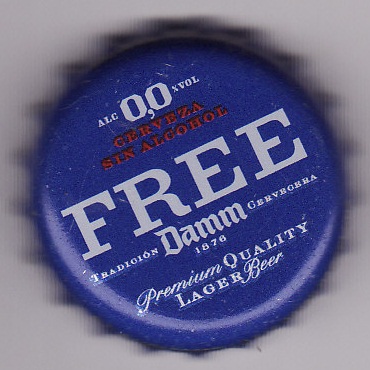 ALC 0,0 %VOL
CERVEZA
SIN ALCOHOL
FREE
Damm
TRADICIÓN 1876 CERVECERA
Premium QUALITY
LAGER Beer